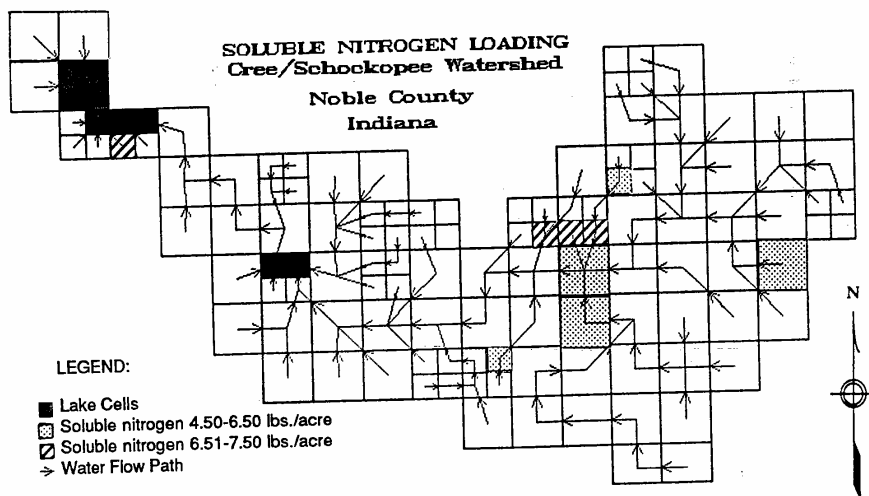 SOLUBLE NITROGEN LOADING
Cree/Schockopee Watershed
Noble County
Indiana
N
LEGEND:
Lake Cells
Soluble nitrogen 4.50-6.50 lbs./acre
Soluble nitrogen 6.51-7.50 lbs./acre
Water Flow Path